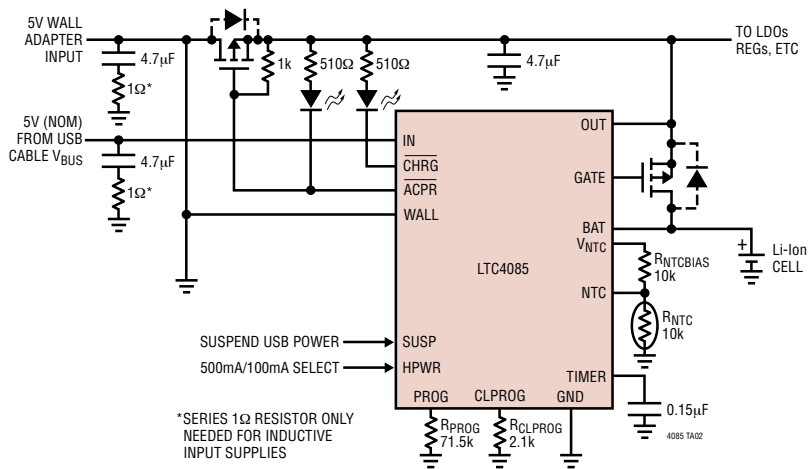 5V WALL
ADAPTER
INPUT
4.7µF
1Ω*
1k
510Ω
510Ω
4.7µF
TO LDOs
REGs, ETC
5V (NOM)
FROM USB
CABLE VBUS
4.7µF
1Ω*
IN
CHRG
ACPR
WALL
OUT
GATE
BAT
VNTC
LTC4085
NTC
RNTCBIAS
10k
RNTC
10k
Li-Ion
CELL
+
SUSPEND USB POWER
SUSP
500mA/100mA SELECT
HPWR
TIMER
PROG
CLPROG
GND
0.15µF
RPROG
71.5k
RCLPROG
2.1k
*SERIES 1Ω RESISTOR ONLY
NEEDED FOR INDUCTIVE
INPUT SUPPLIES
4085 TA02